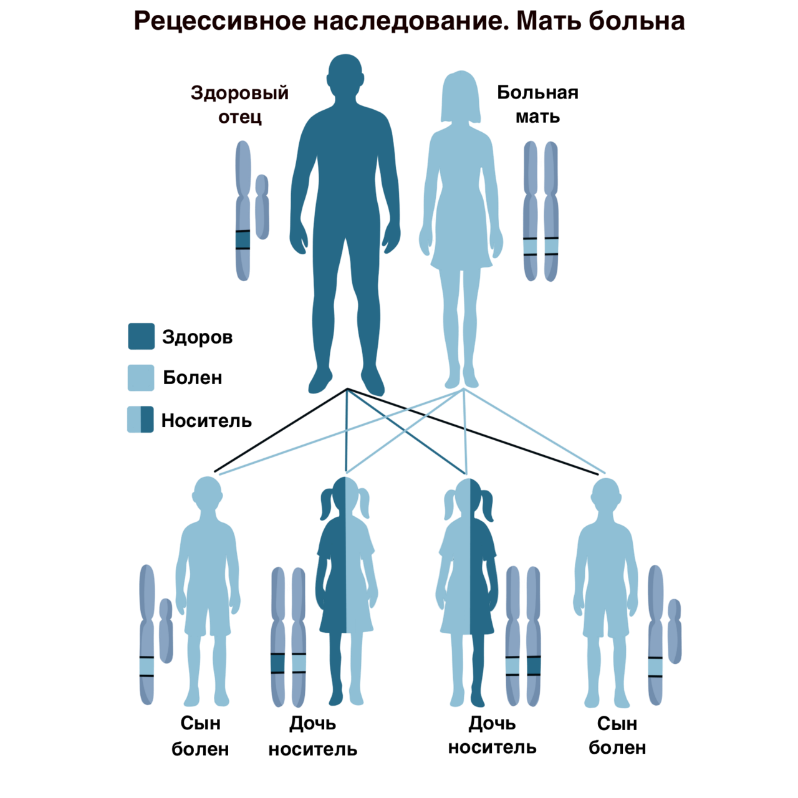 Рецессивное наследование. Мать больна
Здоровый
отец
Больная
мать
Здоров
Болен
Носитель
Сын
болен
Дочь
носитель
Дочь
носитель
Сын
болен